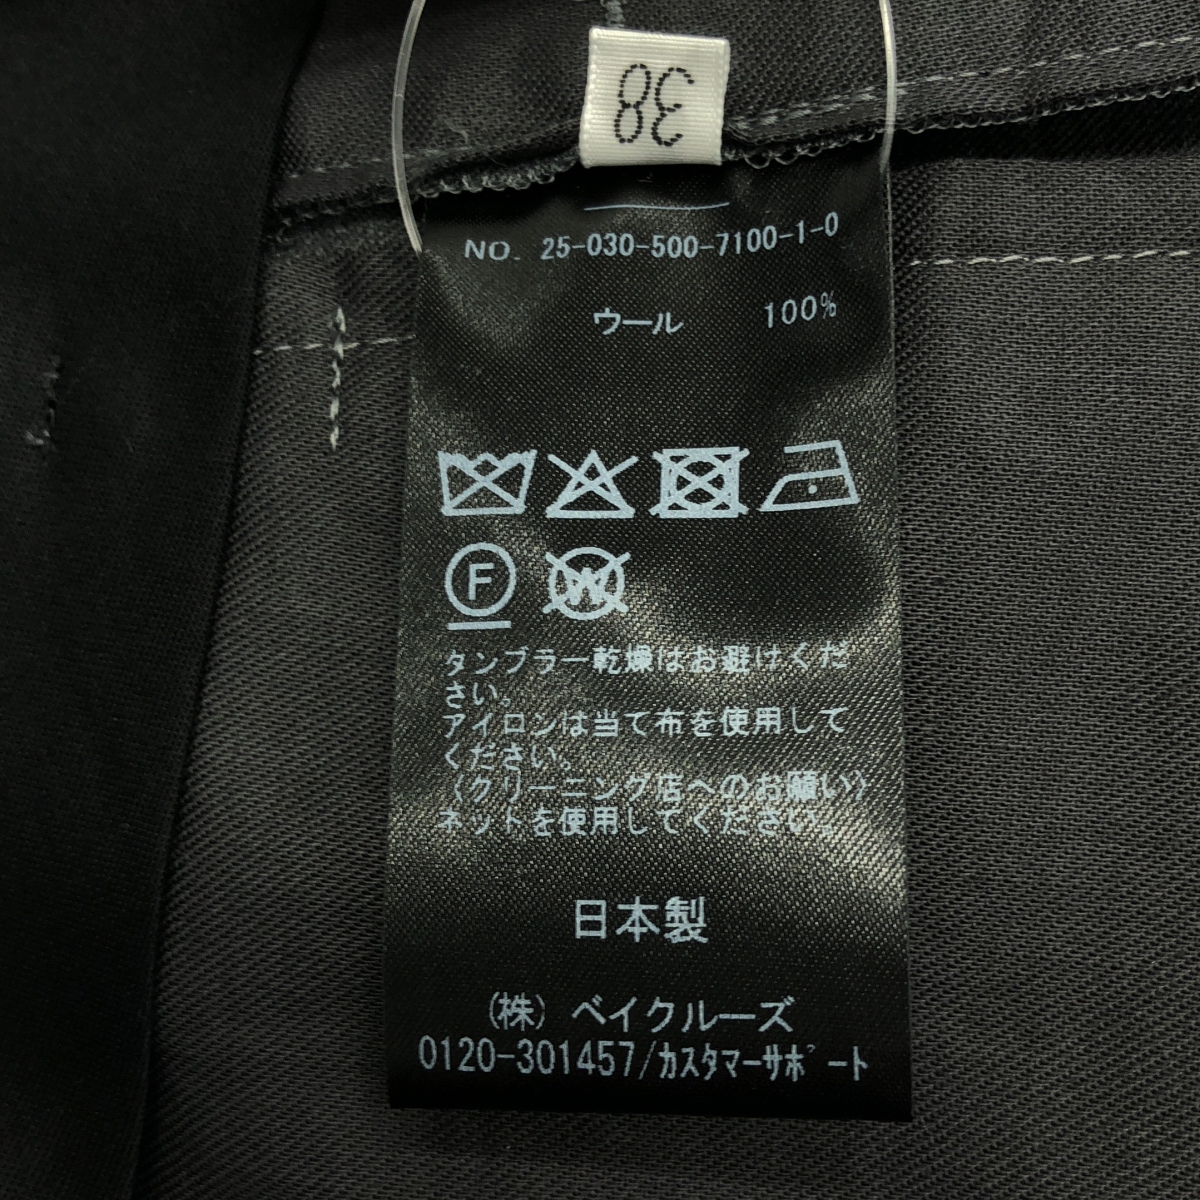 38
NO. 25-030-500-7100-1-0
ウール 100%
F
W
タンブラー乾燥はお避けくだ
さい。
アイロンは当て布を使用して
ください。
〈クリーニング店へのお願い〉
ネットを使用してください。
日本製
(株) ベイクルーズ
0120-301457/カスタマーサポート